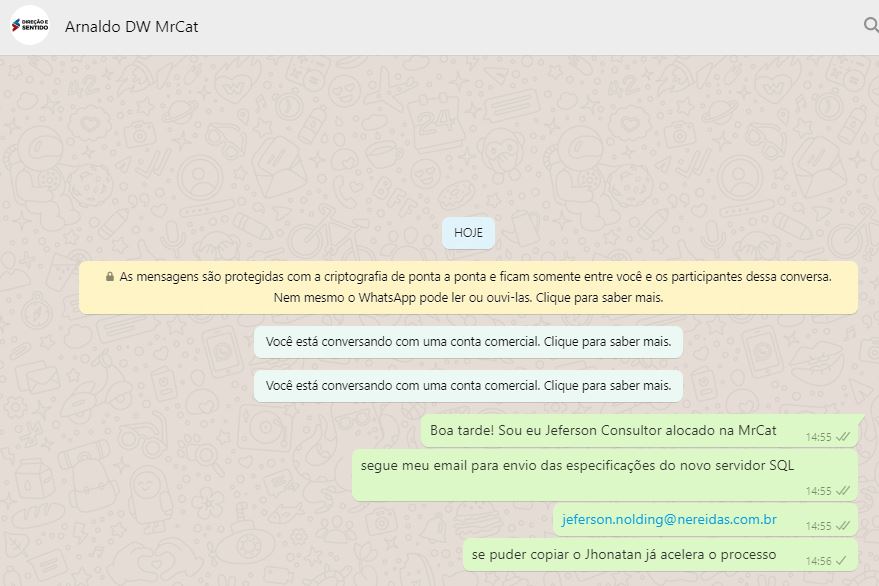 DIREÇÃO E
SENTIDO
Arnaldo DW MrCat
HOJE
As mensagens são protegidas com a criptografia de ponta a ponta e ficam somente entre você e os participantes dessa conversa.
Nem mesmo o WhatsApp pode ler ou ouvi-las. Clique para saber mais.
Você está conversando com uma conta comercial. Clique para saber mais.
Você está conversando com uma conta comercial. Clique para saber mais.
Boa tarde! Sou eu Jeferson Consultor alocado na MrCat
14:55
segue meu email para envio das especificações do novo servidor SQL
14:55
jeferson.nolding@nereidas.com.br
14:55
se puder copiar o Jhonatan já acelera o processo
14:56